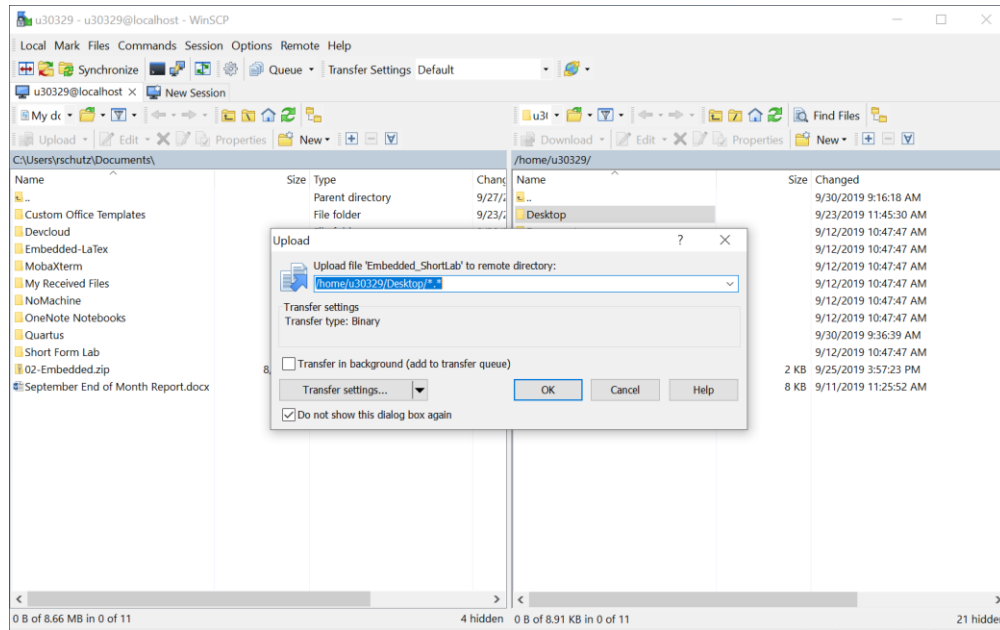 u30329 - u30329@localhost - WinSCP
Local Mark Files Commands Session Options Remote Help
Synchronize Queue Transfer Settings Default
u30329@localhost × New Session
My dc u3 Find Files
Upload Edit Properties New Download Edit Properties New
C:\Users\rschutz\Documents\ /home/u30329/
Name Size Type Chang Name Size Changed
.. Parent directory 9/27/ .. 9/30/2019 9:16:18 AM
Custom Office Templates File folder 9/23/ Desktop 9/23/2019 11:45:30 AM
Devcloud 9/12/2019 10:47:47 AM
Embedded-LaTex 9/12/2019 10:47:47 AM
MobaXterm 9/12/2019 10:47:47 AM
My Received Files 9/12/2019 10:47:47 AM
NoMachine 9/12/2019 10:47:47 AM
OneNote Notebooks 9/12/2019 10:47:47 AM
Quartus 9/30/2019 9:36:39 AM
Short Form Lab 9/12/2019 10:47:47 AM
02-Embedded.zip 8, 2 KB 9/25/2019 3:57:23 PM
September End of Month Report.docx 8 KB 9/11/2019 11:25:52 AM
Upload ?
Upload file 'Embedded_ShortLab' to remote directory:
/home/u30329/Desktop/*.*
Transfer settings
Transfer type: Binary
Transfer in background (add to transfer queue)
Transfer settings... OK Cancel Help
Do not show this dialog box again
0 B of 8.66 MB in 0 of 11 4 hidden 0 B of 8.91 KB in 0 of 11 21 hidden